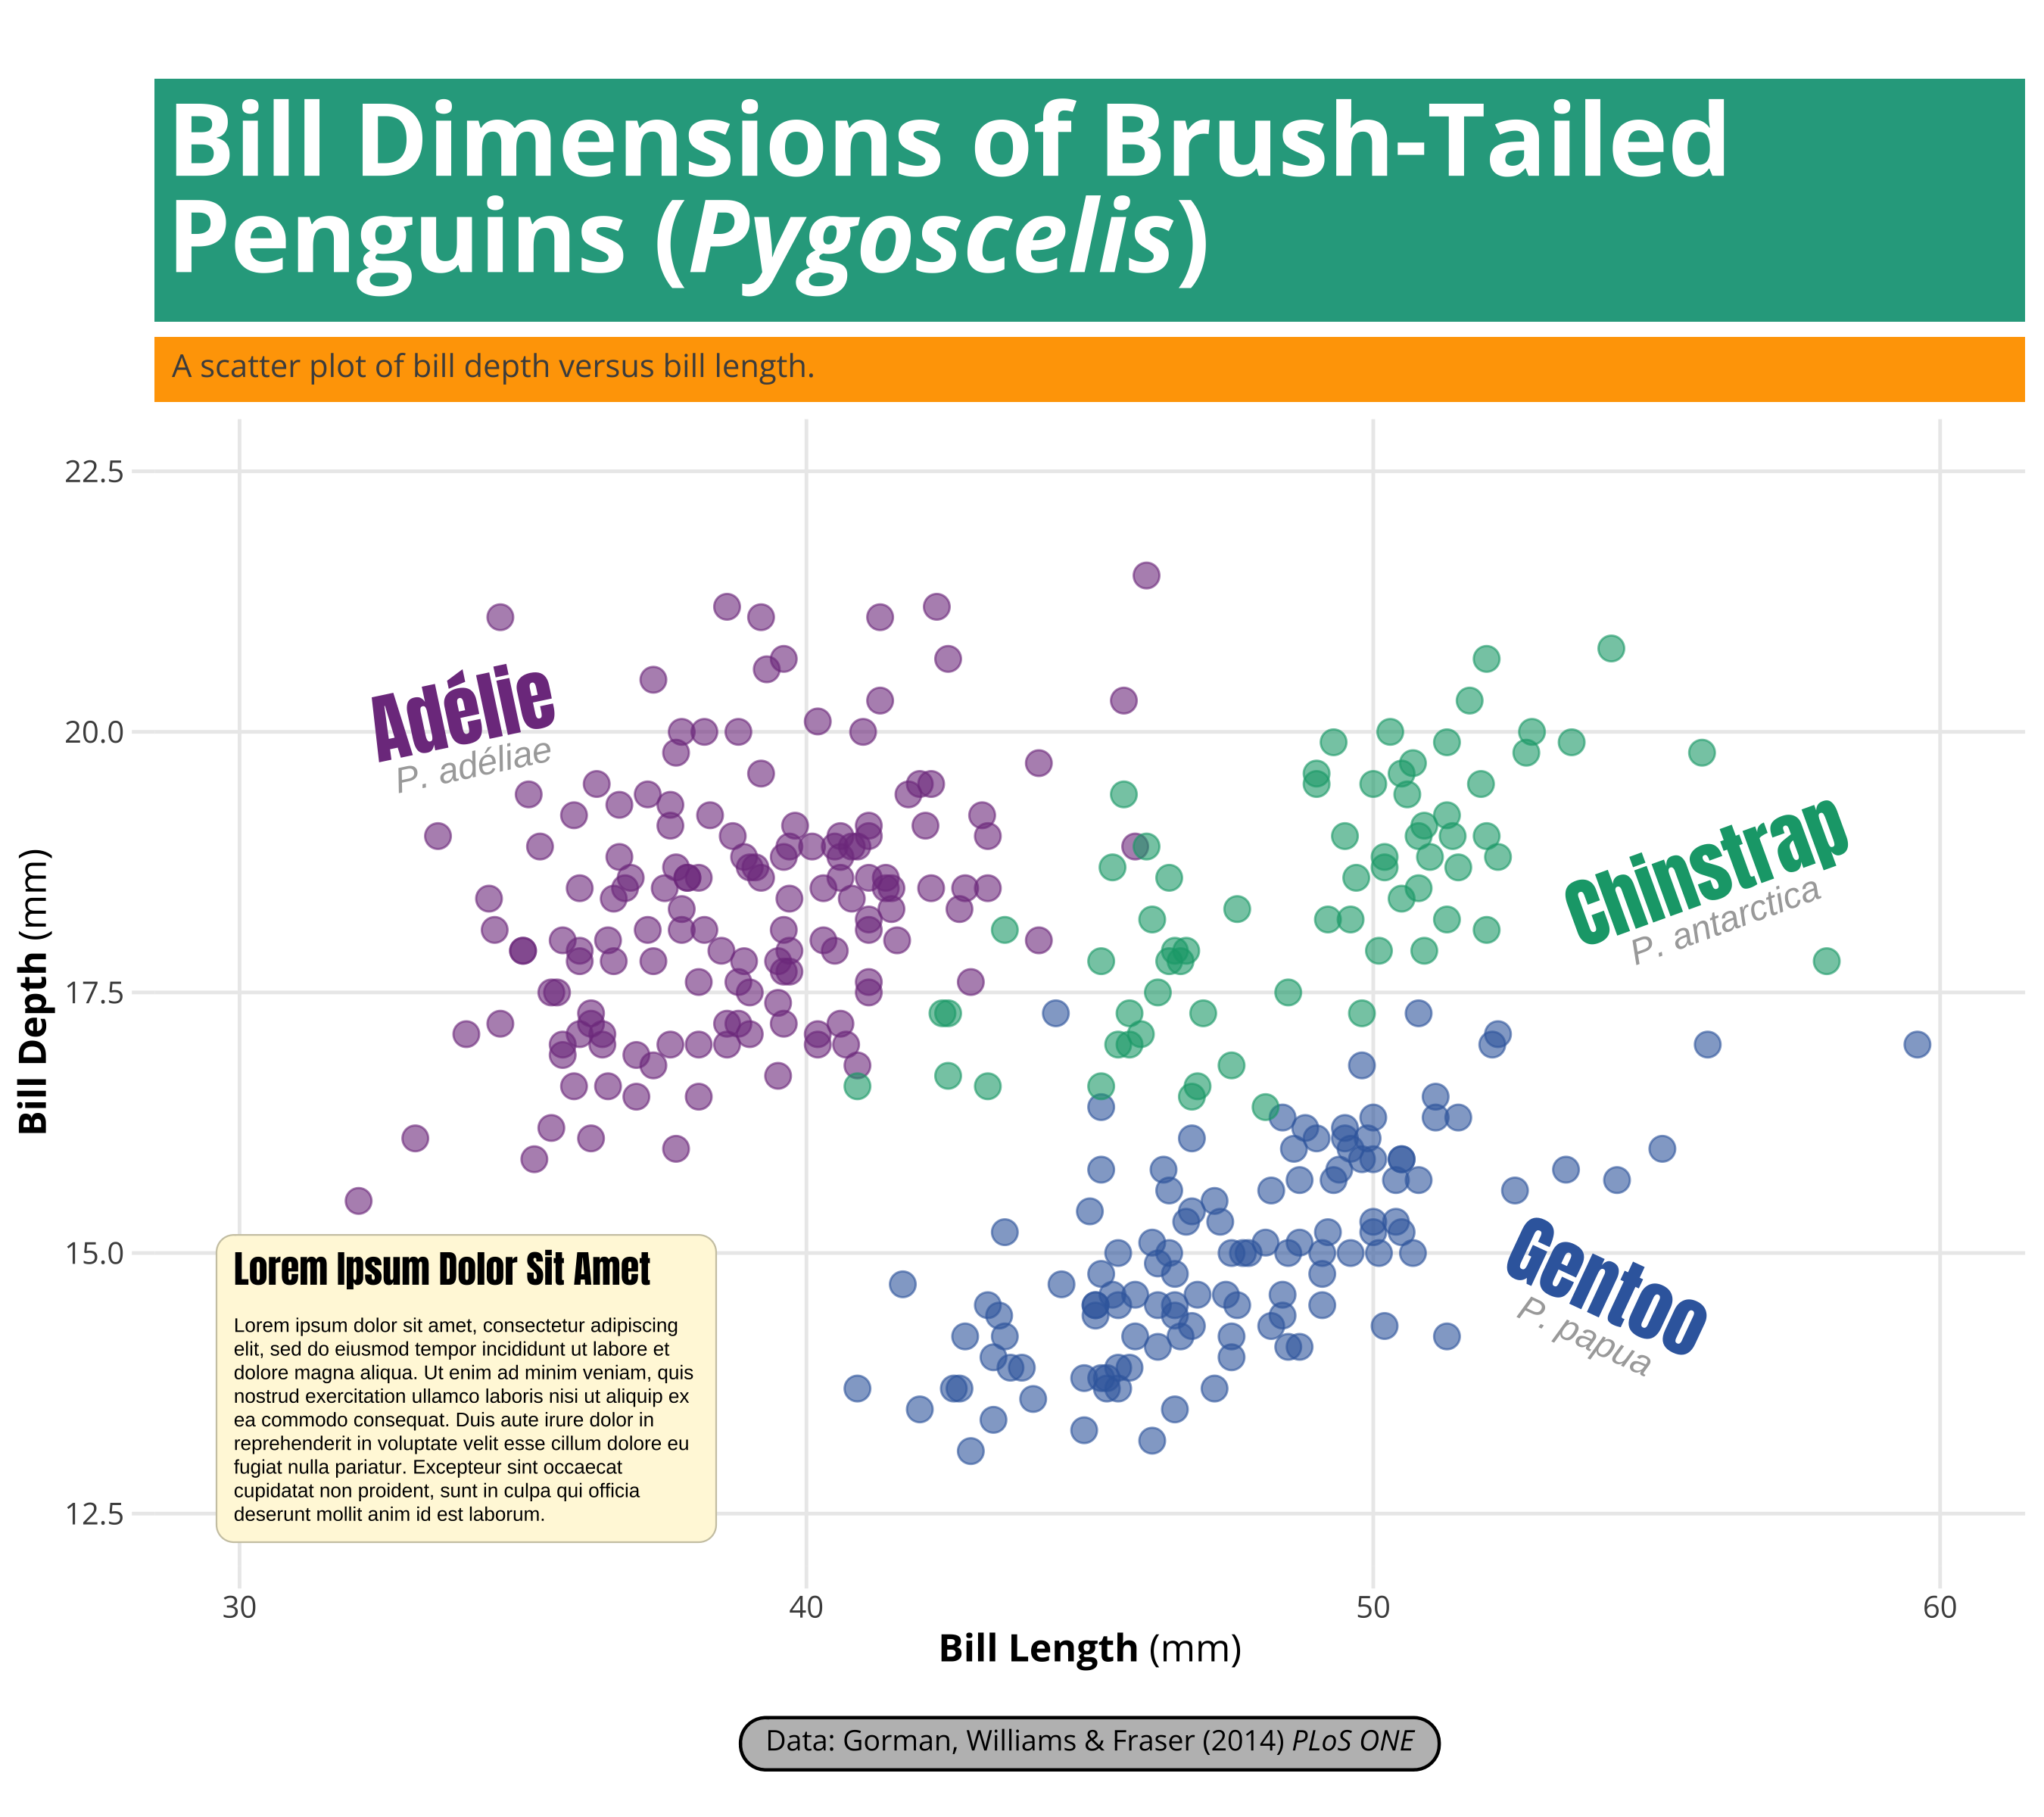 Bill Dimensions of Brush-Tailed
Penguins (Pygoscelis)
A scatter plot of bill depth versus bill length.
22.5
20.0
17.5
15.0
12.5
Bill Depth (mm)
Adélie
P. adéliae
Chinstrap
P. antarctica
Gentoo
P. papua
Lorem Ipsum Dolor Sit Amet
Lorem ipsum dolor sit amet, consectetur adipiscing
elit, sed do eiusmod tempor incididunt ut labore et
dolore magna aliqua. Ut enim ad minim veniam, quis
nostrud exercitation ullamco laboris nisi ut aliquip ex
ea commodo consequat. Duis aute irure dolor in
reprehenderit in voluptate velit esse cillum dolore eu
fugiat nulla pariatur. Excepteur sint occaecat
cupidatat non proident, sunt in culpa qui officia
deserunt mollit anim id est laborum.
30 40 50 60
Bill Length (mm)
Data: Gorman, Williams & Fraser (2014) PLoS ONE